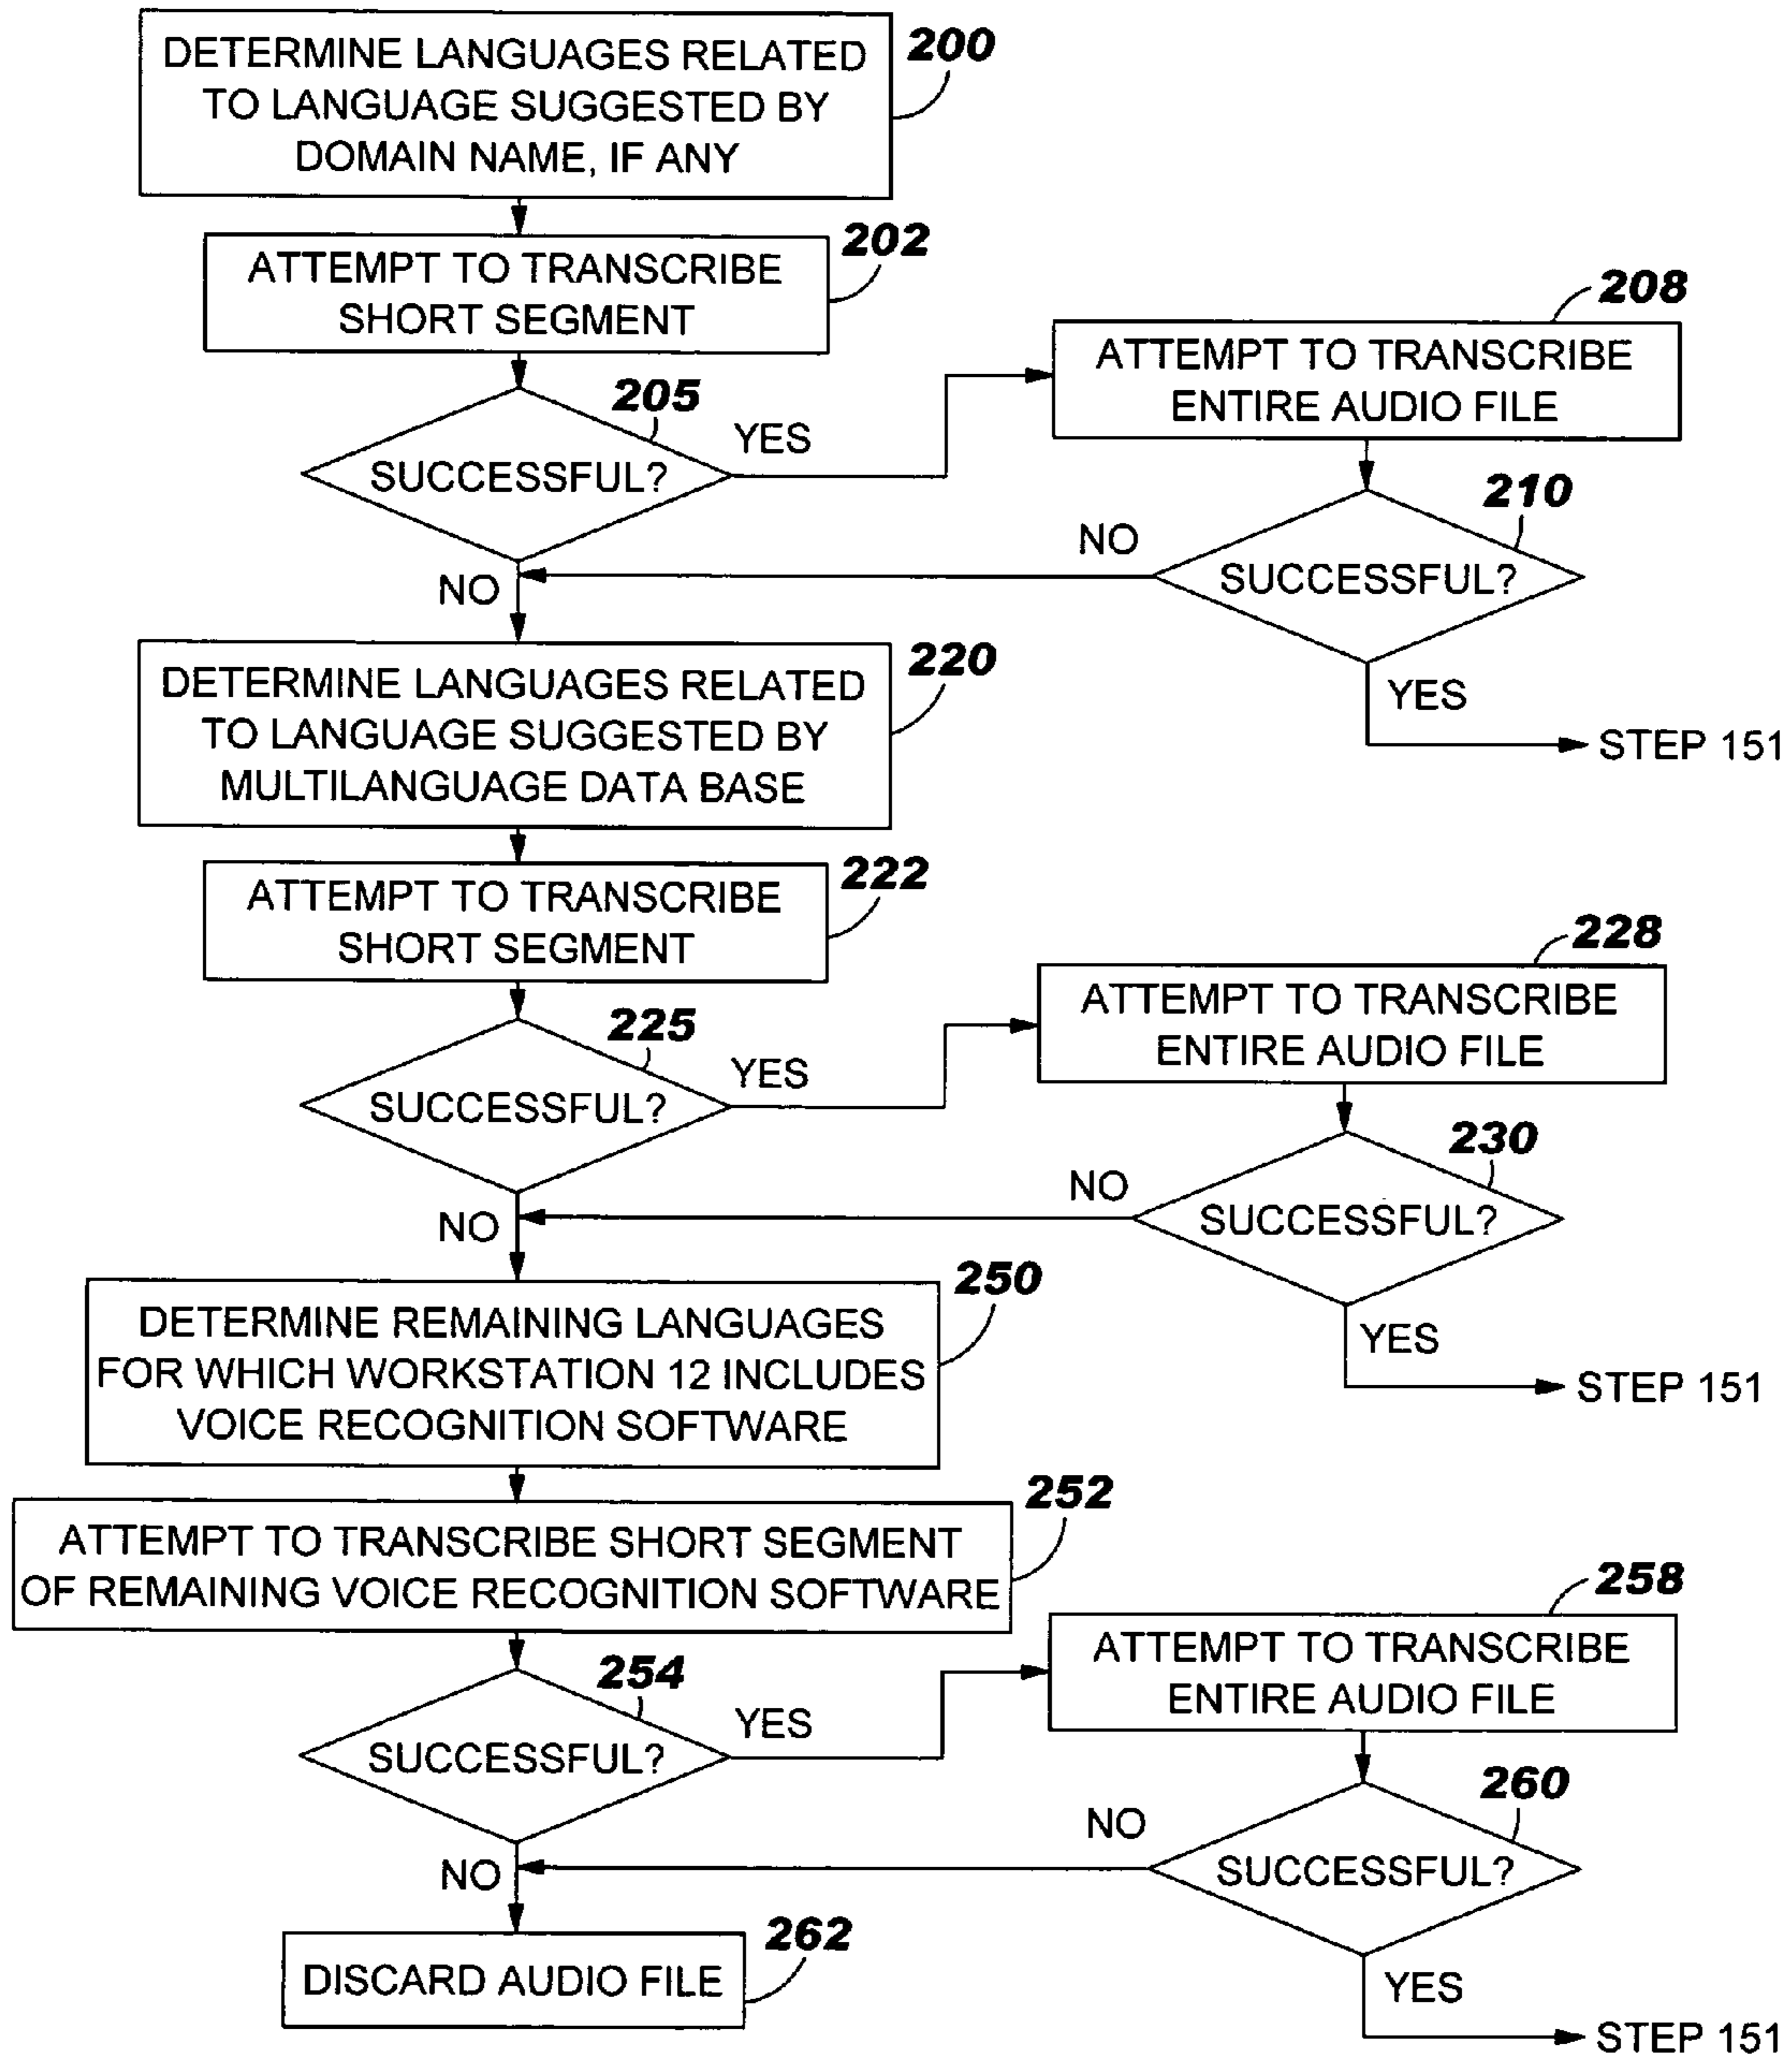 DETERMINE LANGUAGES RELATED
TO LANGUAGE SUGGESTED BY
DOMAIN NAME, IF ANY
200
ATTEMPT TO TRANSCRIBE
SHORT SEGMENT
202
SUCCESSFUL?
205
YES
NO
ATTEMPT TO TRANSCRIBE
ENTIRE AUDIO FILE
208
SUCCESSFUL?
210
NO
YES
STEP 151
DETERMINE LANGUAGES RELATED
TO LANGUAGE SUGGESTED BY
MULTILANGUAGE DATA BASE
220
ATTEMPT TO TRANSCRIBE
SHORT SEGMENT
222
SUCCESSFUL?
225
YES
NO
ATTEMPT TO TRANSCRIBE
ENTIRE AUDIO FILE
228
SUCCESSFUL?
230
NO
YES
STEP 151
DETERMINE REMAINING LANGUAGES
FOR WHICH WORKSTATION 12 INCLUDES
VOICE RECOGNITION SOFTWARE
250
ATTEMPT TO TRANSCRIBE SHORT SEGMENT
OF REMAINING VOICE RECOGNITION SOFTWARE
252
SUCCESSFUL?
254
YES
NO
ATTEMPT TO TRANSCRIBE
ENTIRE AUDIO FILE
258
SUCCESSFUL?
260
NO
YES
STEP 151
DISCARD AUDIO FILE
262